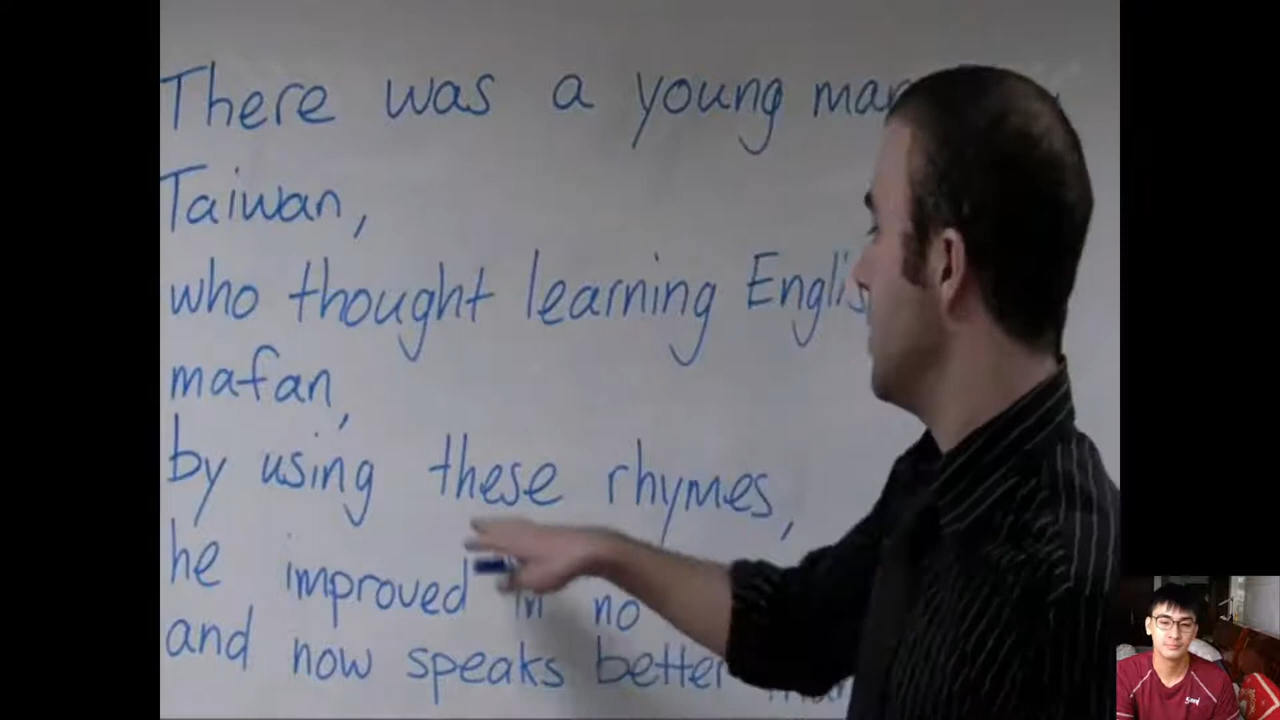 There was a young man
Taiwan,
who thought learning
mafan,
by using these rhymes,
he improved in no
and now speaks better